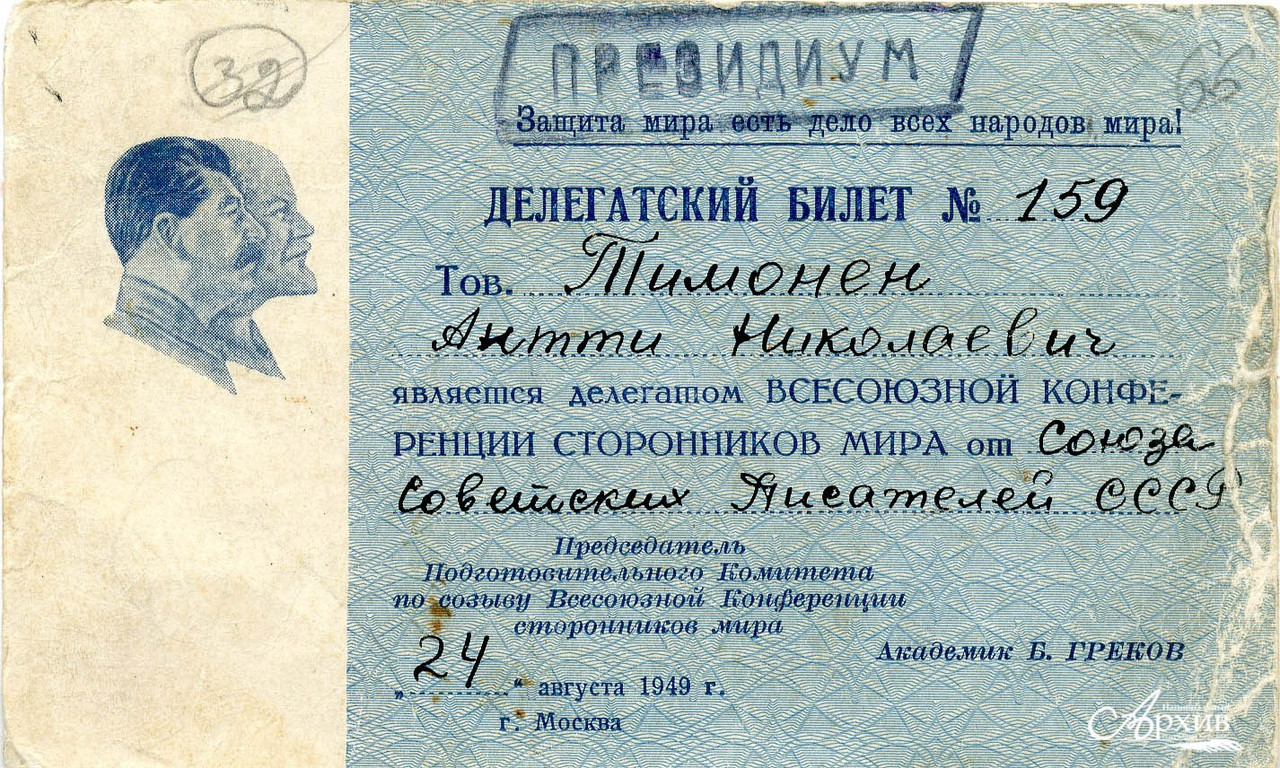 32
ПРЕЗИДИУМ
66
Защита мира есть дело всех народов мира!
ДЕЛЕГАТСКИЙ БИЛЕТ № 159
Тов. Тимонен
Антти Николаевич
является делегатом ВСЕСОЮЗНОЙ КОНФЕ-
РЕНЦИИ СТОРОННИКОВ МИРА от Союза
Советских Писателей СССР
Председатель
Подготовительного Комитета
по созыву Всесоюзной Конференции
сторонников мира
Академик Б. ГРЕКОВ
„24“ августа 1949 г.
г. Москва
Архив